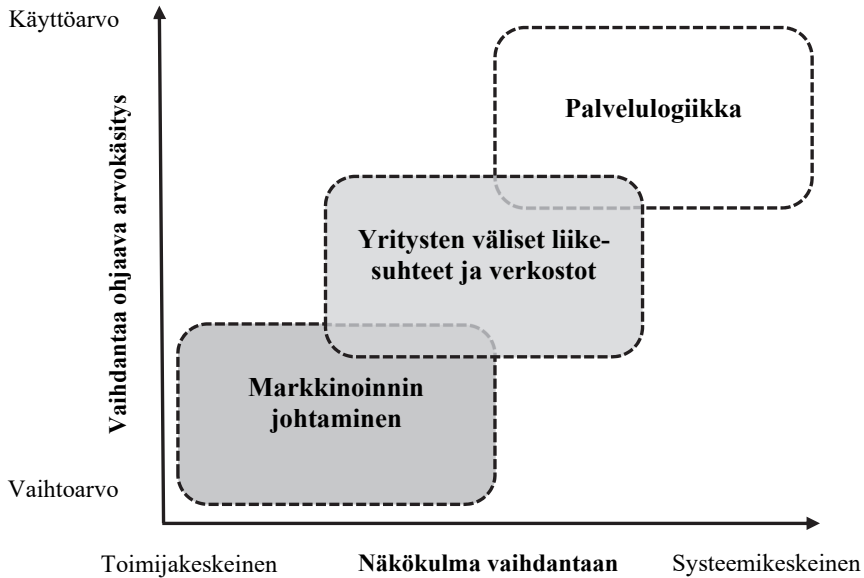 Käyttöarvo
Vaihdantaa ohjaava arvokäsitys
Palvelulogiikka
Yritysten väliset liike-
suhteet ja verkostot
Markkinoinnin
johtaminen
Vaihtoarvo
Toimijakeskeinen
Näkökulma vaihdantaan
Systeemikeskeinen